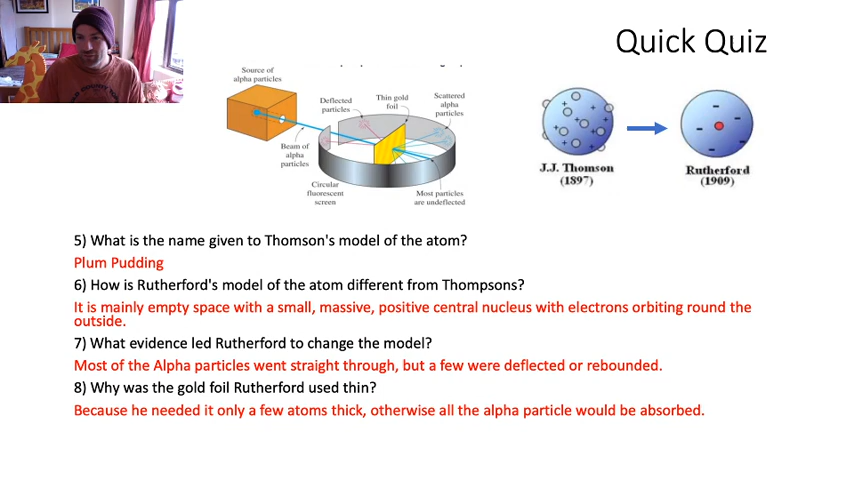 Quick Quiz
Source of
alpha particles
Deflected
particles
Thin gold
foil
Scattered
alpha
particles
Beam of
alpha
particles
Circular
fluorescent
screen
Most particles
are undeflected
J.J. Thomson
(1897)
Rutherford
(1909)
5) What is the name given to Thomson's model of the atom?
Plum Pudding
6) How is Rutherford's model of the atom different from Thompsons?
It is mainly empty space with a small, massive, positive central nucleus with electrons orbiting round the
outside.
7) What evidence led Rutherford to change the model?
Most of the Alpha particles went straight through, but a few were deflected or rebounded.
8) Why was the gold foil Rutherford used thin?
Because he needed it only a few atoms thick, otherwise all the alpha particle would be absorbed.